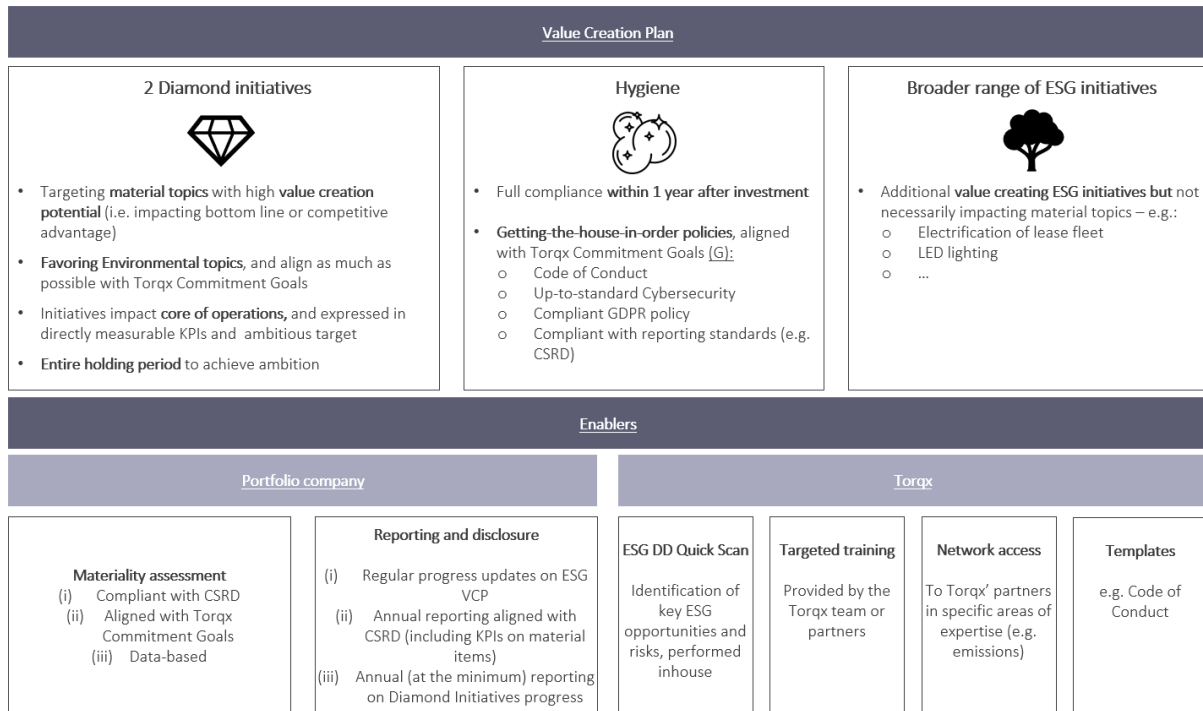 Value Creation Plan
2 Diamond initiatives
• Targeting material topics with high value creation
potential (i.e. impacting bottom line or competitive
advantage)
• Favoring Environmental topics, and align as much as
possible with Torqx Commitment Goals
• Initiatives impact core of operations, and expressed in
directly measurable KPIs and ambitious target
• Entire holding period to achieve ambition
Hygiene
• Full compliance within 1 year after investment
• Getting-the-house-in-order policies, aligned
with Torqx Commitment Goals (G):
o Code of Conduct
o Up-to-standard Cybersecurity
o Compliant GDPR policy
o Compliant with reporting standards (e.g.
CSRD)
Broader range of ESG initiatives
• Additional value creating ESG initiatives but not
necessarily impacting material topics – e.g.:
o Electrification of lease fleet
o LED lighting
o ...
Enablers
Portfolio company
Materiality assessment
(i) Compliant with CSRD
(ii) Aligned with Torqx
Commitment Goals
(iii) Data-based
Reporting and disclosure
(i) Regular progress updates on ESG
VCP
(ii) Annual reporting aligned with
CSRD (including KPIs on material
items)
(iii) Annual (at the minimum) reporting
on Diamond Initiatives progress
Torqx
ESG DD Quick Scan
Identification of
key ESG
opportunities and
risks, performed
inhouse
Targeted training
Provided by the
Torqx team or
partners
Network access
To Torqx' partners
in specific areas of
expertise (e.g.
emissions)
Templates
e.g. Code of
Conduct